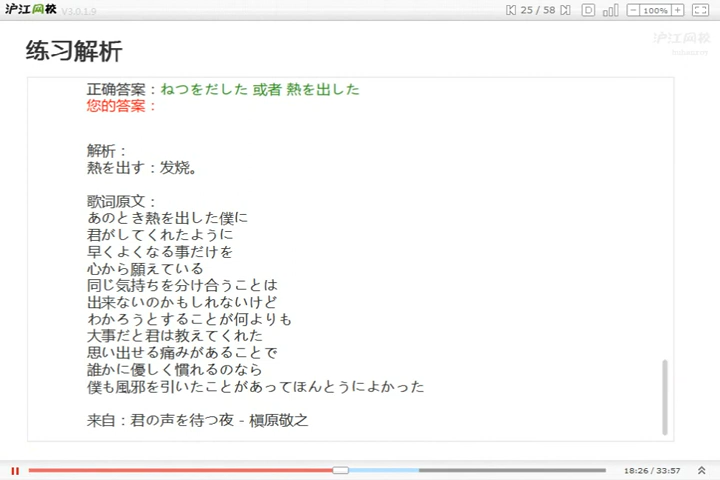 沪江网校 V3.0.1.9
25 / 58
D
100%
沪江网校
练习解析
正确答案：ねつをだした 或者 熱を出した
您的答案：
解析：
熱を出す：发烧。
歌词原文：
あのとき熱を出した僕に
君がしてくれたように
早くよくなる事だけを
心から願えている
同じ気持ちを分け合うことは
出来ないのかもしれないけど
わかろうとすることが何よりも
大事だと君は教えてくれた
思い出せる痛みがあることで
誰かに優しく慣れるのなら
僕も風邪を引いたことがあってほんとうによかった
来自：君の声を待つ夜 - 槇原敬之
18:26 / 33:57